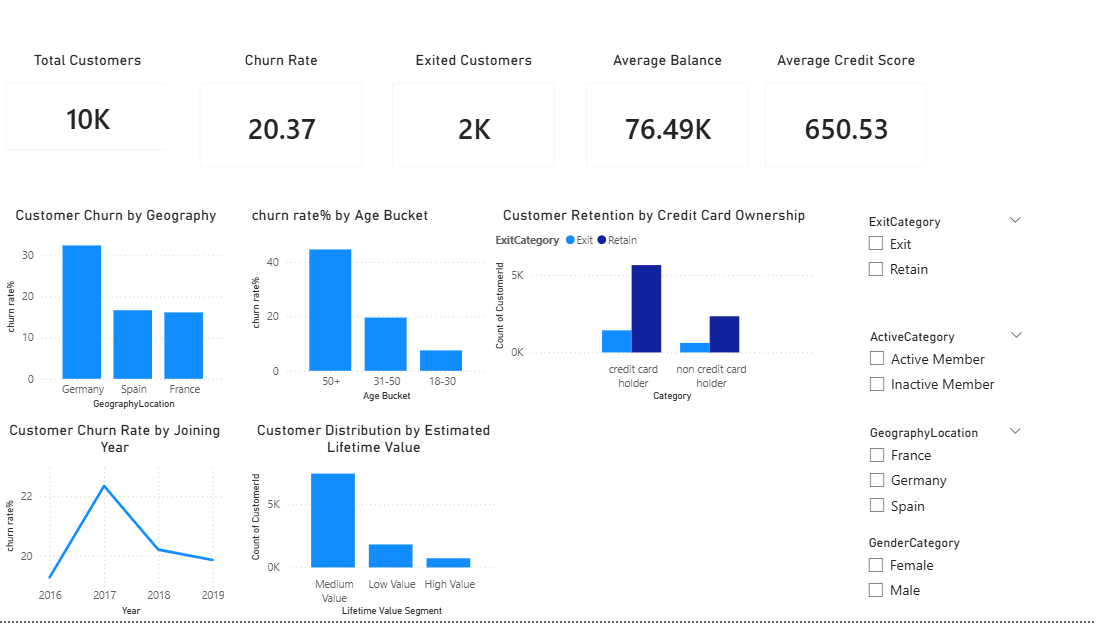 Total Customers
Churn Rate
Exited Customers
Average Balance
Average Credit Score
10K
20.37
2K
76.49K
650.53
Customer Churn by Geography
churn rate%
30
20
10
0
Germany
Spain
France
GeographyLocation
churn rate% by Age Bucket
churn rate%
40
20
0
50+
31-50
18-30
Age Bucket
Customer Retention by Credit Card Ownership
ExitCategory Exit Retain
Count of CustomerId
5K
0K
credit card
holder
non credit card
holder
Category
ExitCategory
Exit
Retain
ActiveCategory
Active Member
Inactive Member
Customer Churn Rate by Joining
Year
churn rate%
22
20
2016
2017
2018
2019
Year
Customer Distribution by Estimated
Lifetime Value
Count of CustomerId
5K
0K
Medium
Value
Low Value
High Value
Lifetime Value Segment
GeographyLocation
France
Germany
Spain
GenderCategory
Female
Male